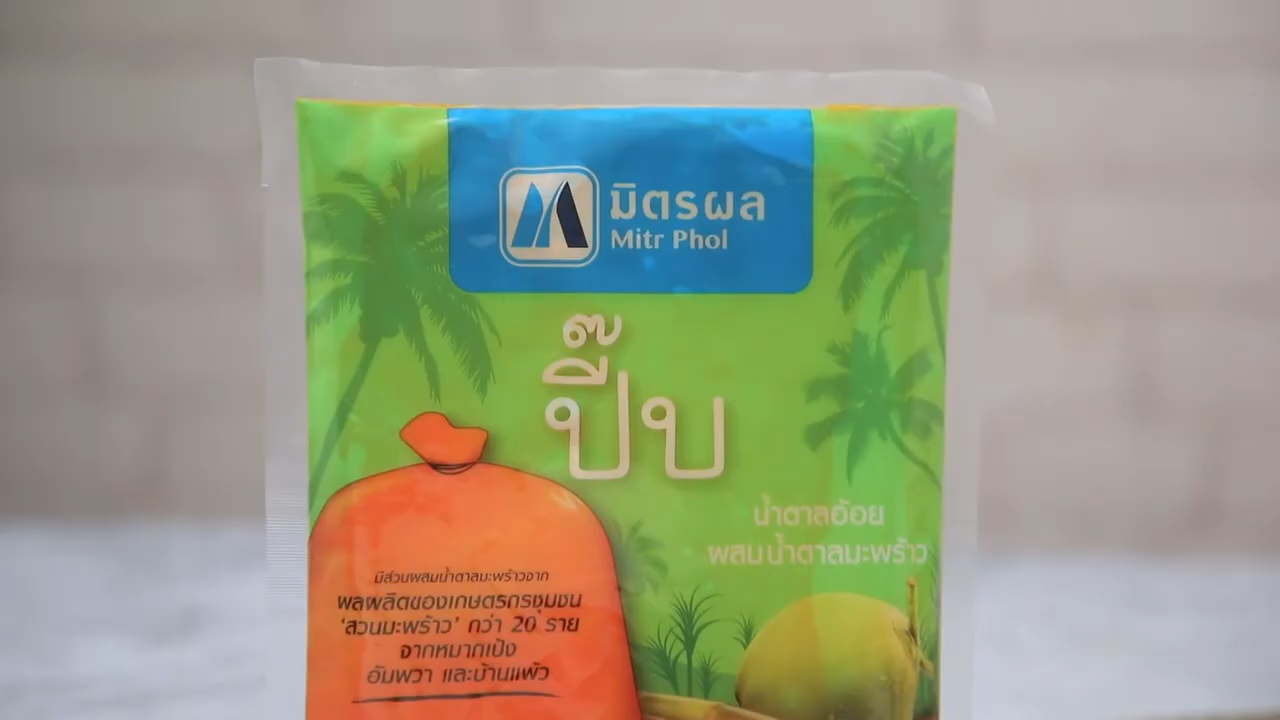 มิตรผล
Mitr Phol
ปี๊บ
น้ำตาลอ้อย
ผสมน้ำตาลมะพร้าว
มีส่วนผสมน้ำตาลมะพร้าวจาก
ผลผลิตของเกษตรกรชุมชน
‘สวนมะพร้าว’ กว่า 20 ราย
จากหมากเป้ง
อัมพวา และบ้านแพ้ว